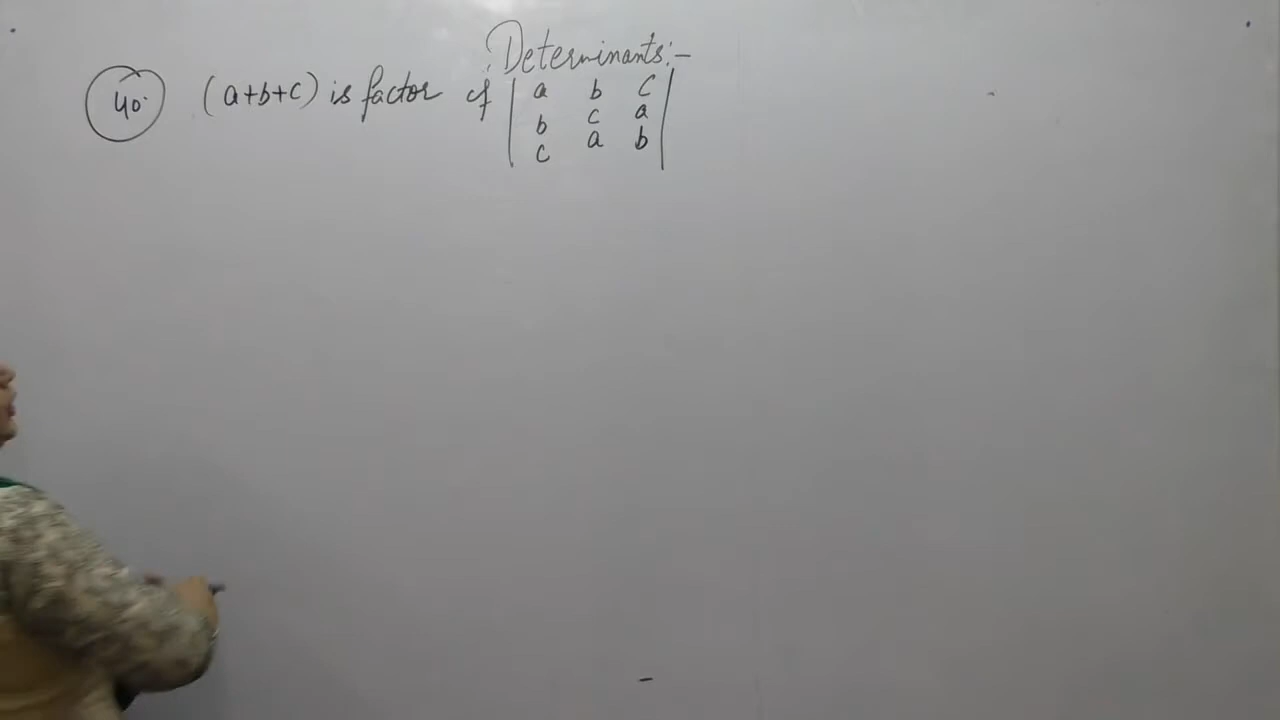 Determinants:-
40. (a+b+c) is factor of | a b c |
| b c a |
| c a b |